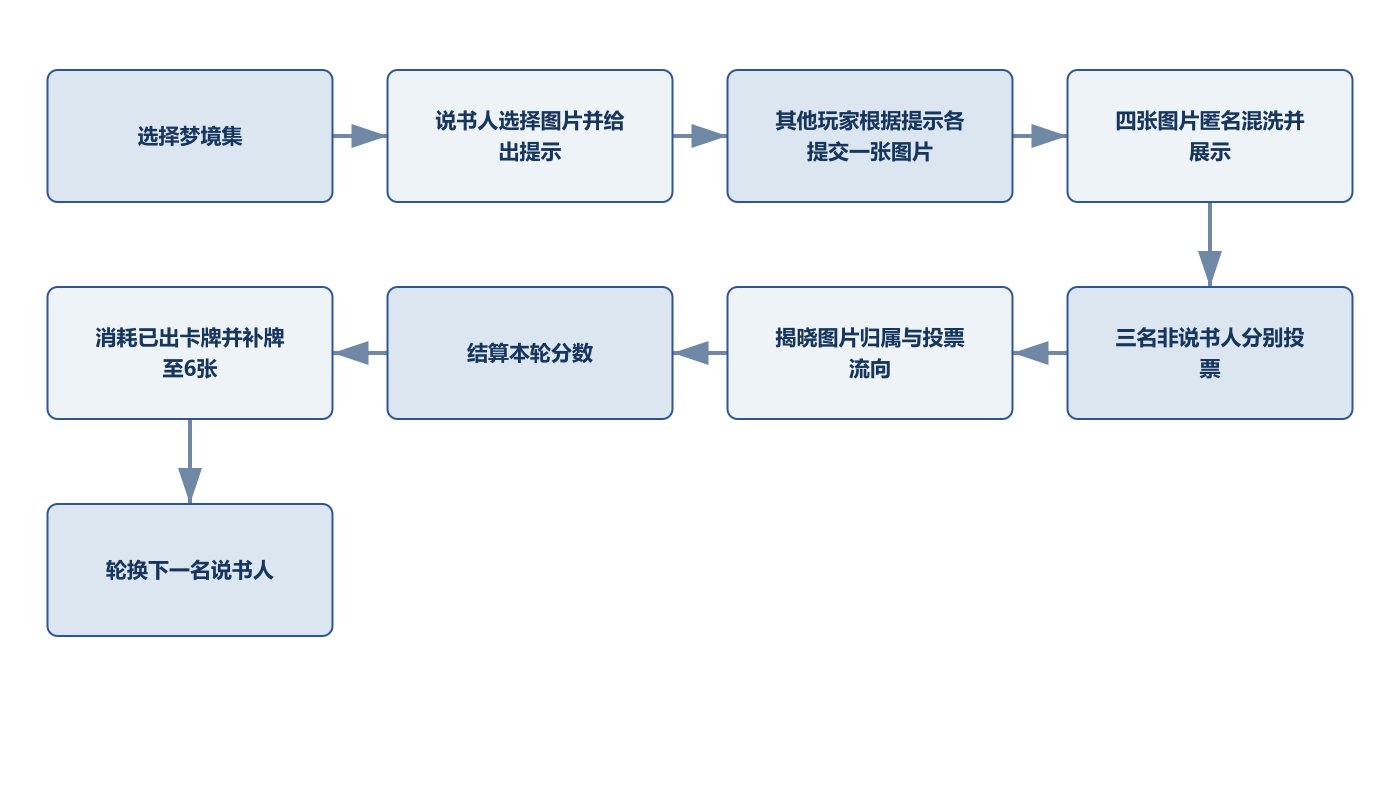 选择梦境集
说书人选择图片并给
出提示
其他玩家根据提示各
提交一张图片
四张图片匿名混洗并
展示
三名非说书人分别投
票
揭晓图片归属与投票
流向
结算本轮分数
消耗已出卡牌并补牌
至6张
轮换下一名说书人